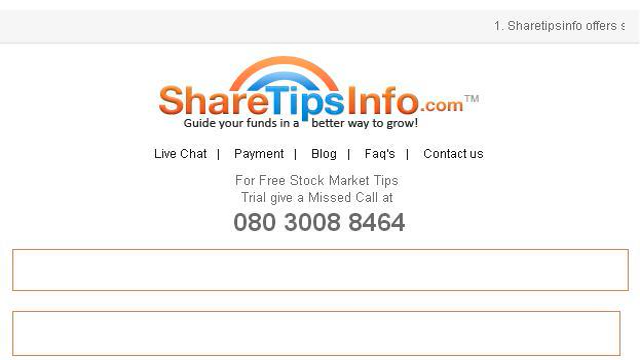 1. Sharetipsinfo offers
ShareTipsInfo.com™
Guide your funds in a better way to grow!
Live Chat | Payment | Blog | Faq's | Contact us
For Free Stock Market Tips
Trial give a Missed Call at
080 3008 8464